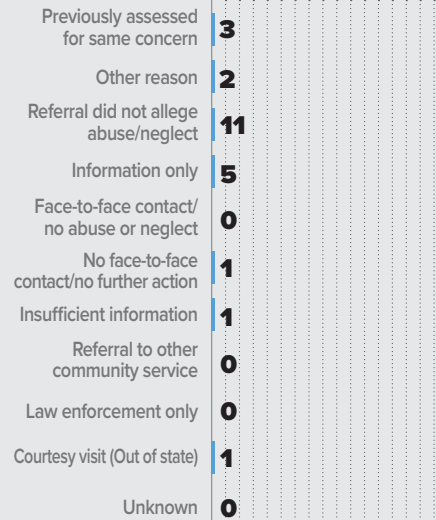 Previously assessed
for same concern
3
Other reason
2
Referral did not allege
abuse/neglect
11
Information only
5
Face-to-face contact/
no abuse or neglect
0
No face-to-face
contact/no further action
1
Insufficient information
1
Referral to other
community service
0
Law enforcement only
0
Courtesy visit (Out of state)
1
Unknown
0